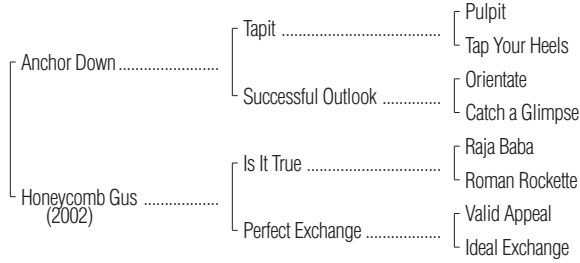 Pulpit
Tapit
Tap Your Heels
Anchor Down
Orientate
Successful Outlook
Catch a Glimpse
Raja Baba
Is It True
Roman Rockette
Honeycomb Gus
(2002)
Valid Appeal
Perfect Exchange
Ideal Exchange